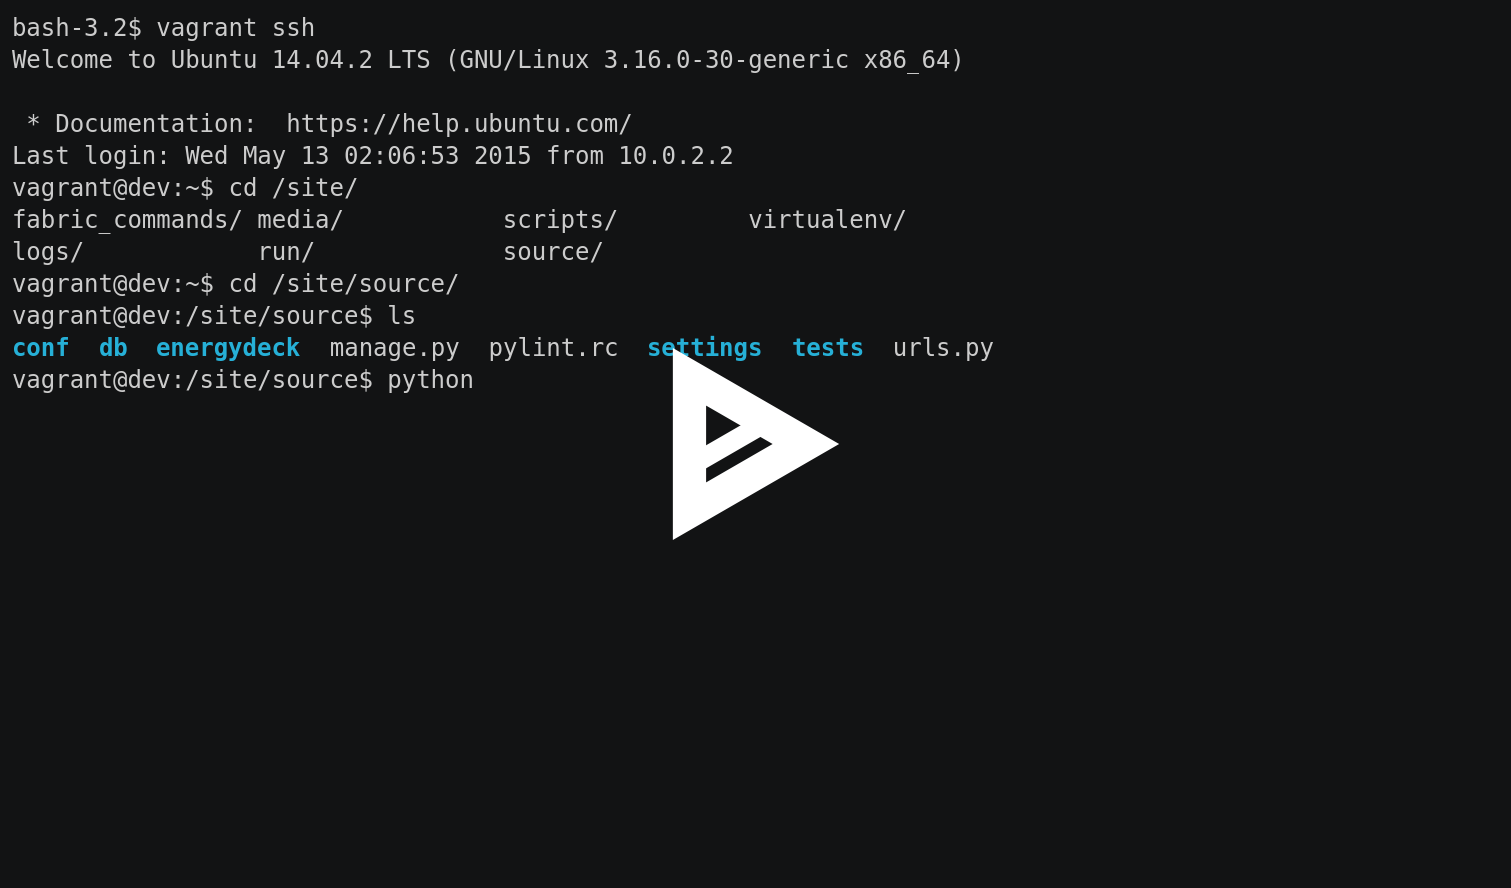 bash-3.2$ vagrant ssh
Welcome to Ubuntu 14.04.2 LTS (GNU/Linux 3.16.0-30-generic x86_64)

 * Documentation:  https://help.ubuntu.com/
Last login: Wed May 13 02:06:53 2015 from 10.0.2.2
vagrant@dev:~$ cd /site/
fabric_commands/ media/           scripts/         virtualenv/
logs/            run/             source/
vagrant@dev:~$ cd /site/source/
vagrant@dev:/site/source$ ls
conf  db  energydeck  manage.py  pylint.rc  settings  tests  urls.py
vagrant@dev:/site/source$ python